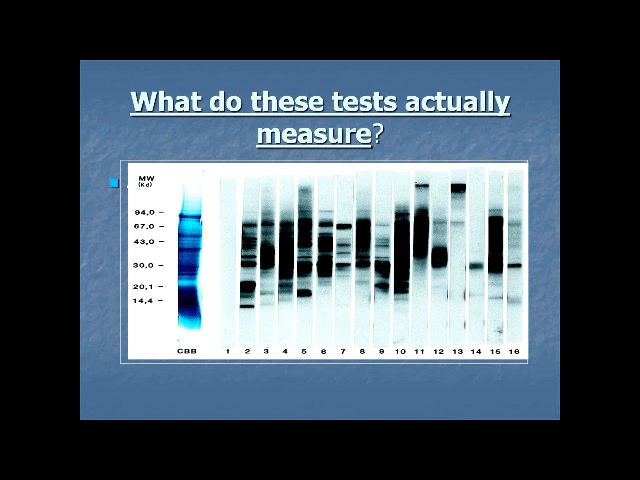 What do these tests actually
measure?
MW
(Kd)
94,0
67,0
43,0
30,0
20,1
14,4
CBB 1 2 3 4 5 6 7 8 9 10 11 12 13 14 15 16